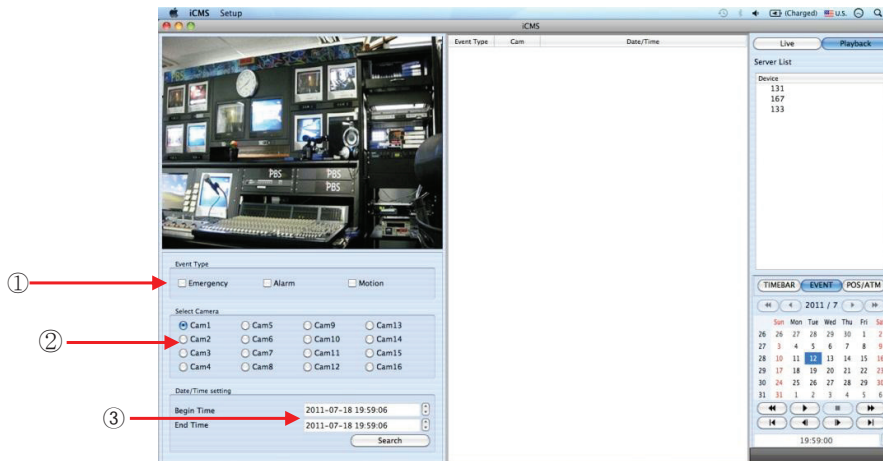 iCMS Setup (Charged) U.S.
iCMS
Event Type Cam Date/Time
Live Playback
Server List
Device
131
167
133
PBS PBS
PBS
①
Event Type
Emergency Alarm Motion
②
Select Camera
Cam1 Cam5 Cam9 Cam13
Cam2 Cam6 Cam10 Cam14
Cam3 Cam7 Cam11 Cam15
Cam4 Cam8 Cam12 Cam16
③
Date/Time setting
Begin Time 2011-07-18 19:59:06
End Time 2011-07-18 19:59:06
Search
TIMEBAR EVENT POS/ATM
2011 / 7
Sun Mon Tue Wed Thu Fri Sa
26 26 27 28 29 30 1 2
27 3 4 5 6 7 8 9
28 10 11 12 13 14 15 16
29 17 18 19 20 21 22 23
30 24 25 26 27 28 29 30
31 31 1 2 3 4 5 6
19:59:00